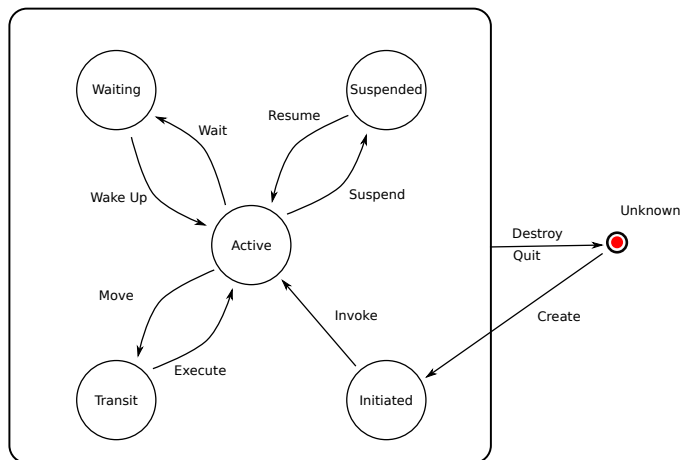 Waiting
Suspended
Resume
Wait
Wake Up
Suspend
Unknown
Destroy
Active
Quit
Move
Invoke
Create
Execute
Transit
Initiated